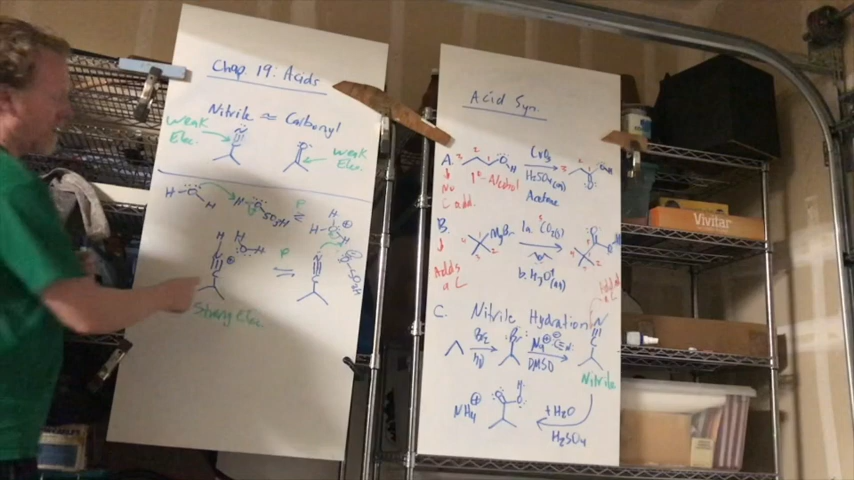 Chap. 19: Acids
Nitrile ≈ Carbonyl
weak
Elec.
weak
Elec.
Strong Elec.
Acid Syn.
A.
CrO3
H2SO4(aq)
Acetone
1°-Alcohol
No
C add.
B.
MgBr
1a. CO2(s)
b. H3O+(aq)
Adds
a C
C. Nitrile Hydration
Br2
hν
DMSO
Nitrile
NH4 +
+ H2O
H2SO4
Vivitar